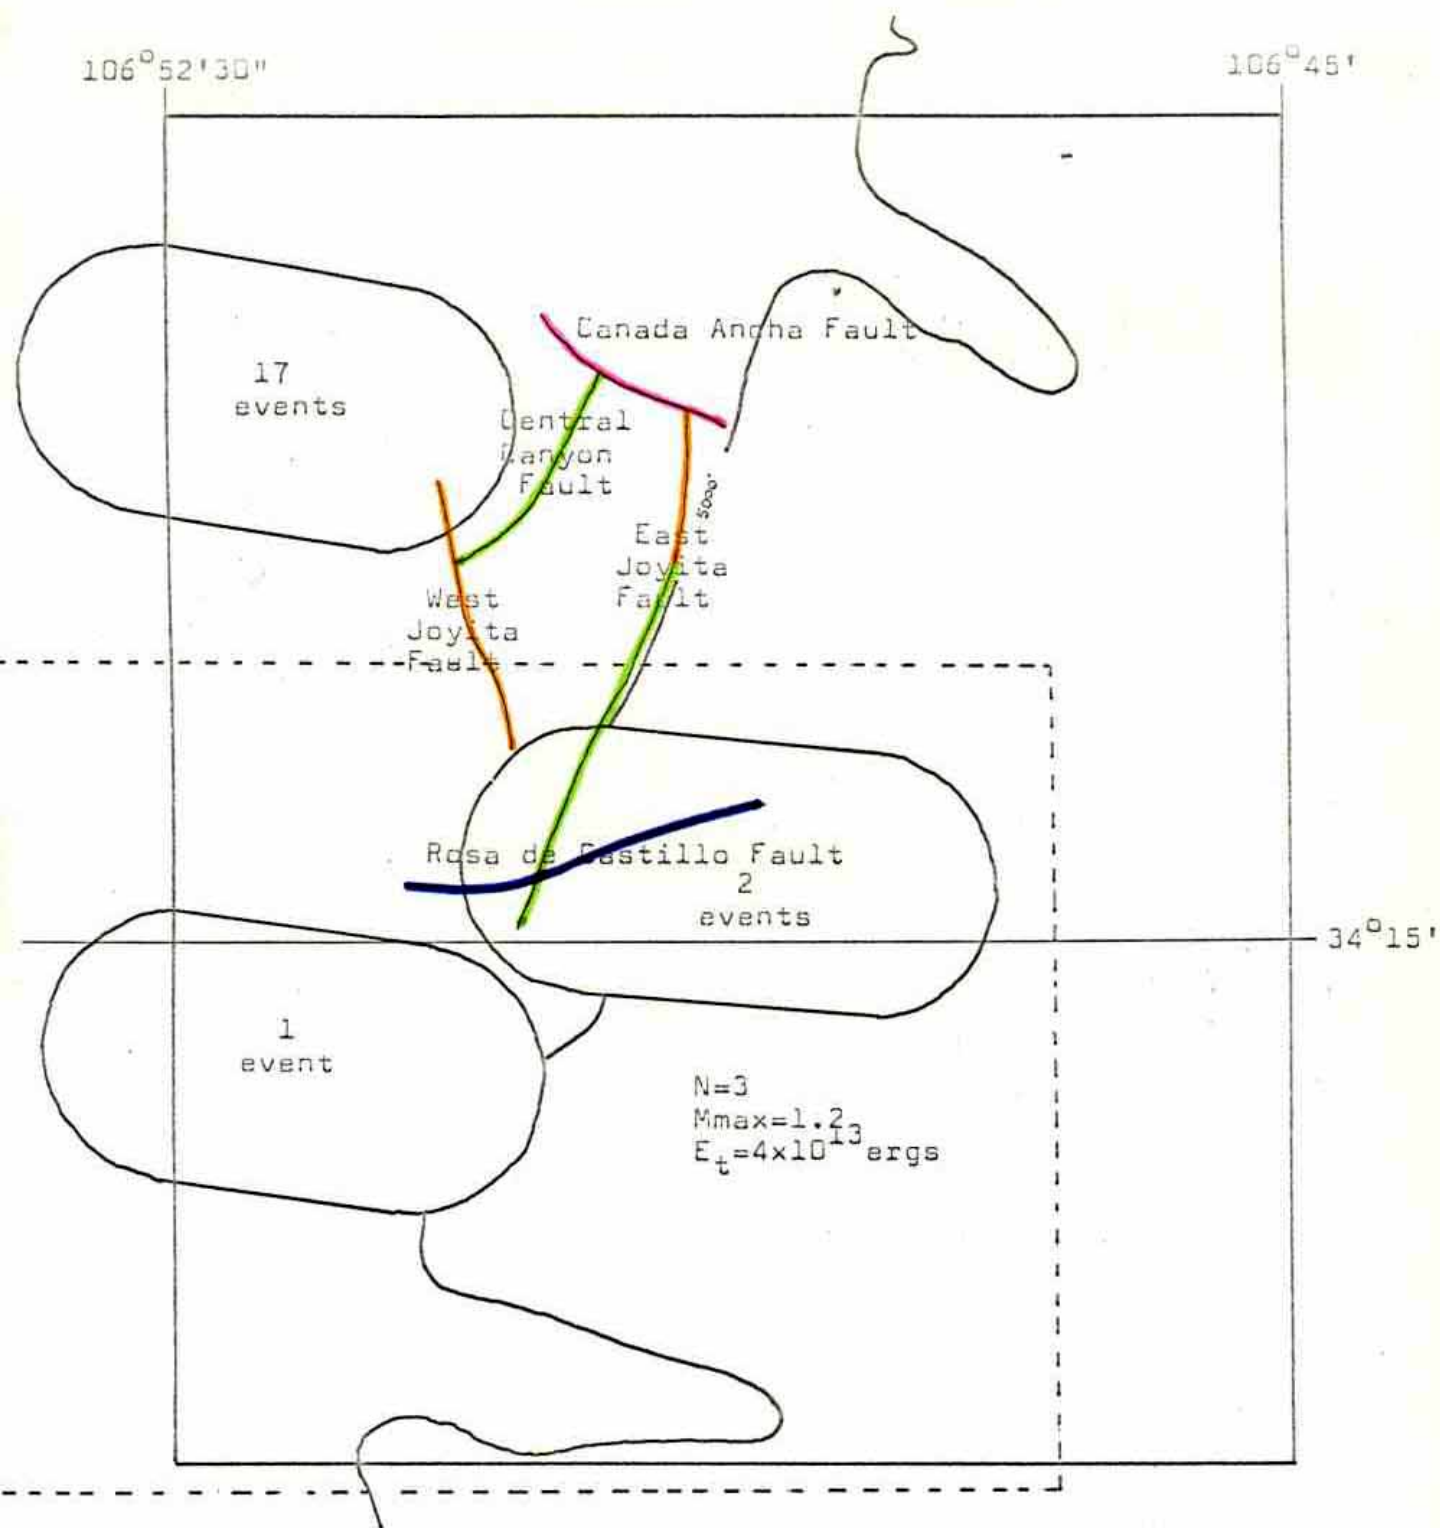 106°52'30"
106°45'
Canada Ancha Fault
17
events
Central
Canyon
Fault
5000'
East
Joyita
Fault
West
Joyita
Fault
Rosa de Castillo Fault
2
events
34°15'
1
event
N=3
Mmax=1.2
Et=4x10^13 ergs